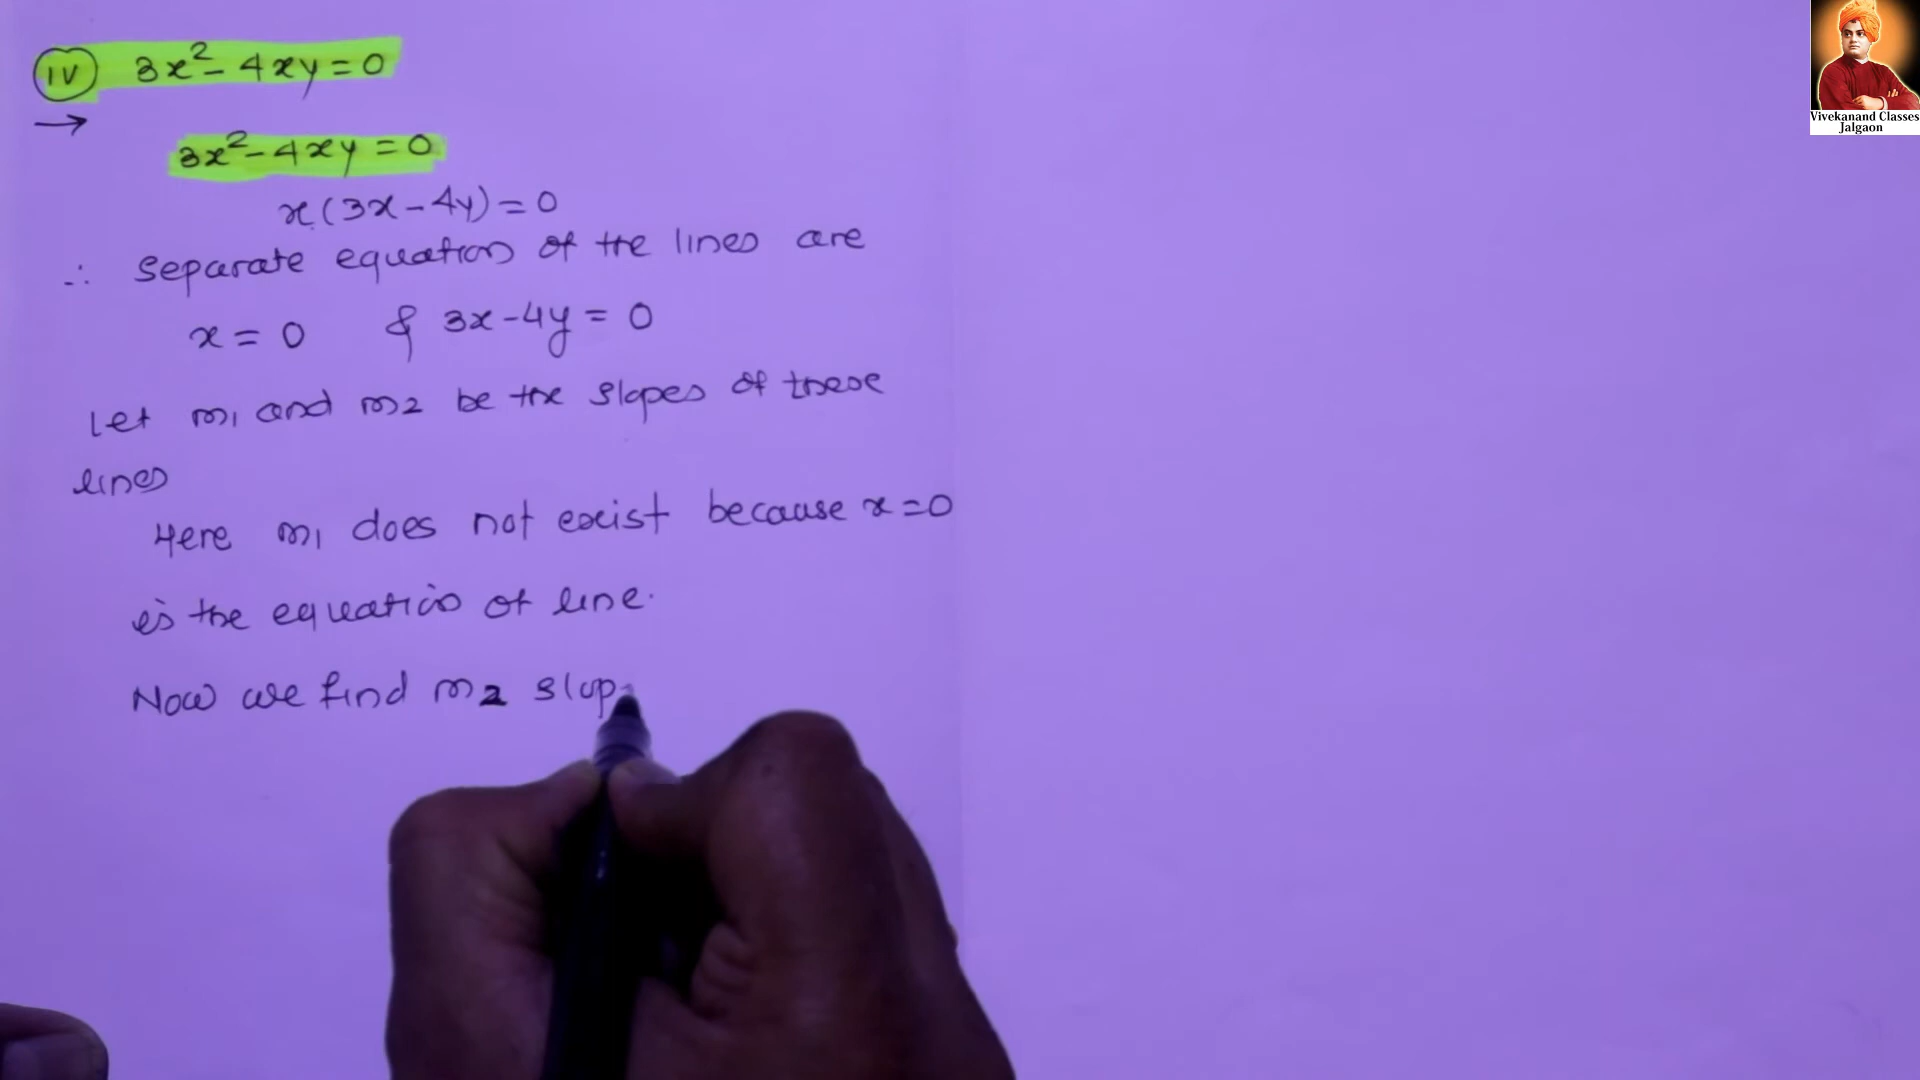 iv 3x² - 4xy = 0
→
3x² - 4xy = 0
x(3x - 4y) = 0
∴ Separate equation of the lines are
x = 0 & 3x - 4y = 0
Let m1 and m2 be the slopes of these
lines
Here m1 does not exist because x = 0
is the equation of line.
Now we find m2 slop
Vivekanand Classes
Jalgaon